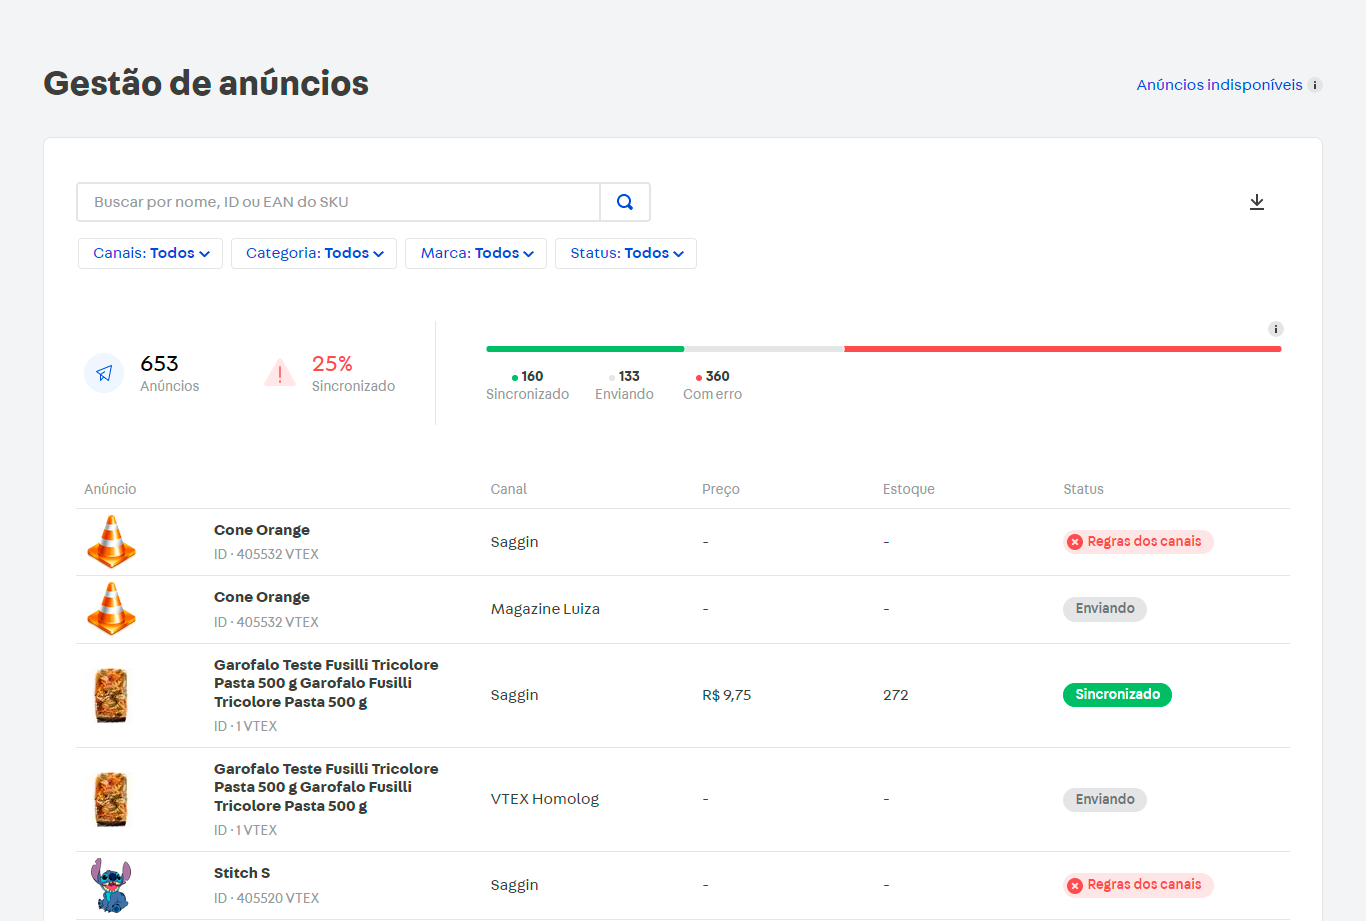 Gestão de anúncios
Anúncios indisponíveis i
Buscar por nome, ID ou EAN do SKU
Canais: Todos
Categoria: Todos
Marca: Todos
Status: Todos
653
Anúncios
25%
Sincronizado
i
160
Sincronizado
133
Enviando
360
Com erro
Anúncio Canal Preço Estoque Status
Cone Orange
ID · 405532 VTEX
Saggin - - Regras dos canais
Cone Orange
ID · 405532 VTEX
Magazine Luiza - - Enviando
Garofalo Teste Fusilli Tricolore
Pasta 500 g Garofalo Fusilli
Tricolore Pasta 500 g
ID · 1 VTEX
Saggin R$ 9,75 272 Sincronizado
Garofalo Teste Fusilli Tricolore
Pasta 500 g Garofalo Fusilli
Tricolore Pasta 500 g
ID · 1 VTEX
VTEX Homolog - - Enviando
Stitch S
ID · 405520 VTEX
Saggin - - Regras dos canais